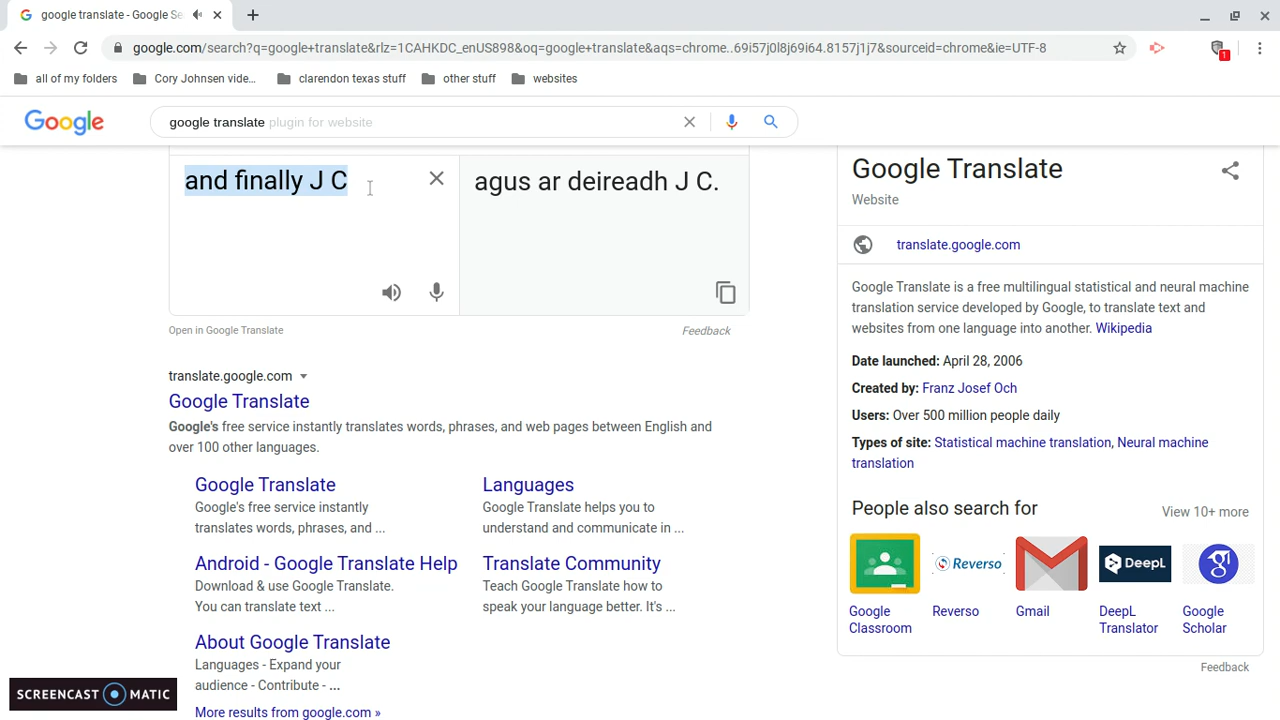 google translate - Google Se
google.com/search?q=google+translate&rlz=1CAHKDC_enUS898&oq=google+translate&aqs=chrome..69i57j0l8j69i64.8157j1j7&sourceid=chrome&ie=UTF-8
1
all of my folders
Cory Johnsen vide...
clarendon texas stuff
other stuff
websites
Google
google translate plugin for website
and finally J C
agus ar deireadh J C.
Open in Google Translate
Feedback
translate.google.com
Google Translate
Google's free service instantly translates words, phrases, and web pages between English and
over 100 other languages.
Google Translate
Google's free service instantly
translates words, phrases, and ...
Languages
Google Translate helps you to
understand and communicate in ...
Android - Google Translate Help
Download & use Google Translate.
You can translate text ...
Translate Community
Teach Google Translate how to
speak your language better. It's ...
About Google Translate
Languages - Expand your
audience - Contribute - ...
More results from google.com »
Google Translate
Website
translate.google.com
Google Translate is a free multilingual statistical and neural machine
translation service developed by Google, to translate text and
websites from one language into another. Wikipedia
Date launched: April 28, 2006
Created by: Franz Josef Och
Users: Over 500 million people daily
Types of site: Statistical machine translation, Neural machine
translation
People also search for
View 10+ more
Reverso
DeepL
Google
Classroom
Reverso
Gmail
DeepL
Translator
Google
Scholar
Feedback
SCREENCAST MATIC